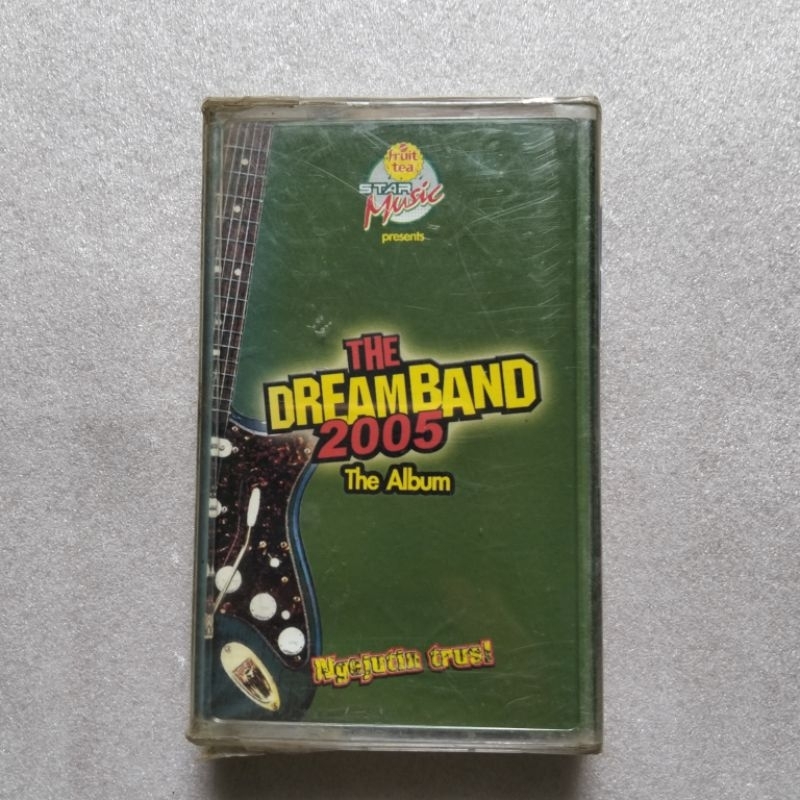 fruit
tea
STAR
Music
presents
THE
DREAMBAND
2005
The Album
Ngejutin trus!